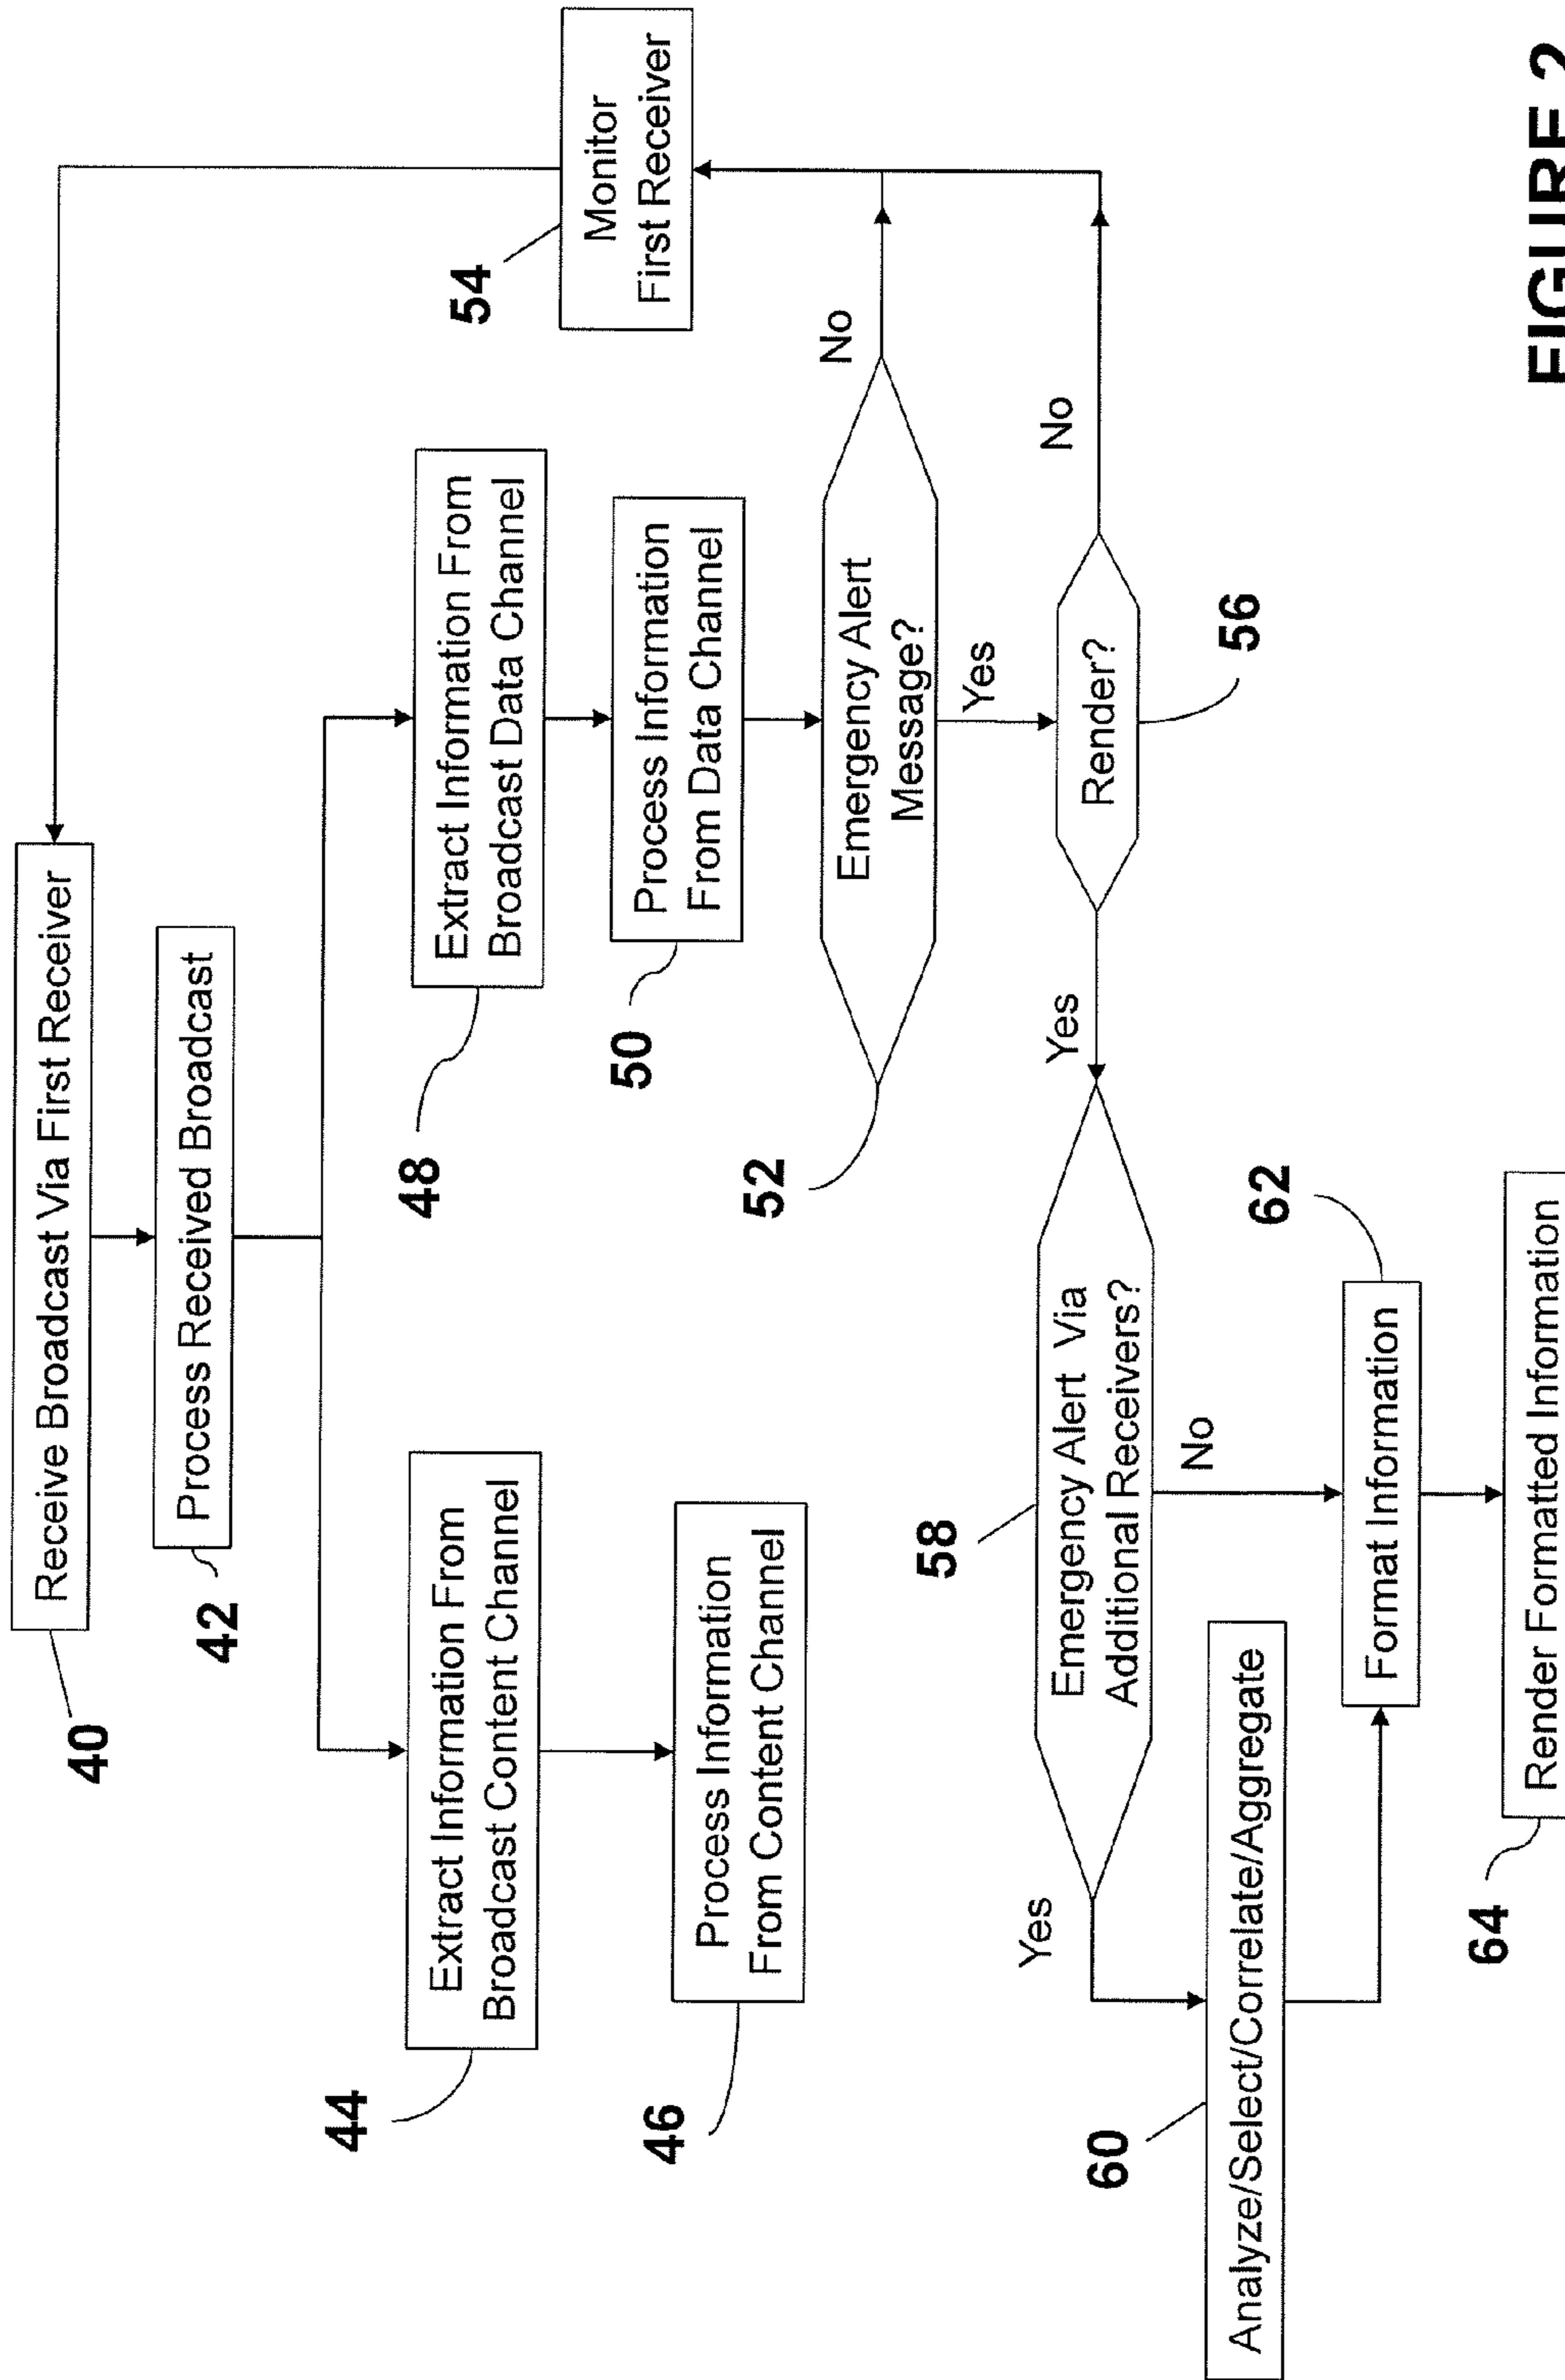 Receive Broadcast Via First Receiver
40
Process Received Broadcast
42
Extract Information From
Broadcast Content Channel
44
Process Information
From Content Channel
46
Extract Information From
Broadcast Data Channel
48
Process Information
From Data Channel
50
Emergency Alert
Message?
52
No
Yes
Monitor
First Receiver
54
Render?
56
No
Yes
Emergency Alert Via
Additional Receivers?
58
Yes
No
Analyze/Select/Correlate/Aggregate
60
Format Information
62
Render Formatted Information
64
FIGURE 2